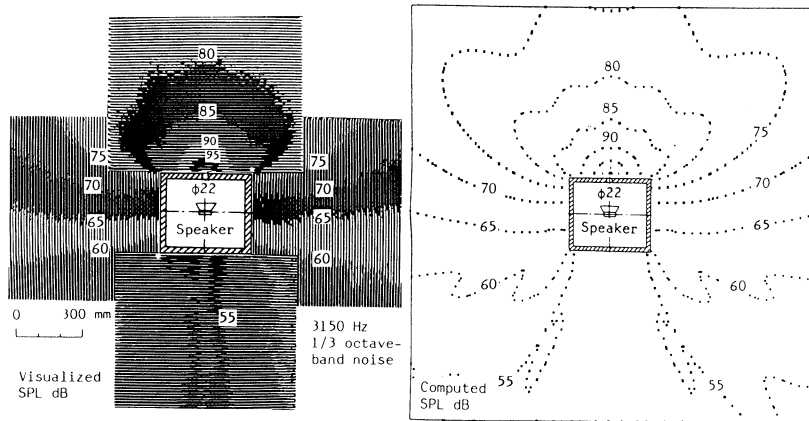 80
85
90
95
75
70
65
60
75
70
65
60
φ22
Speaker
55
0 300 mm
3150 Hz
1/3 octave-
band noise
Visualized
SPL dB
80
85
90
75
70
65
60
55
φ22
Speaker
70
65
60
55
Computed
SPL dB